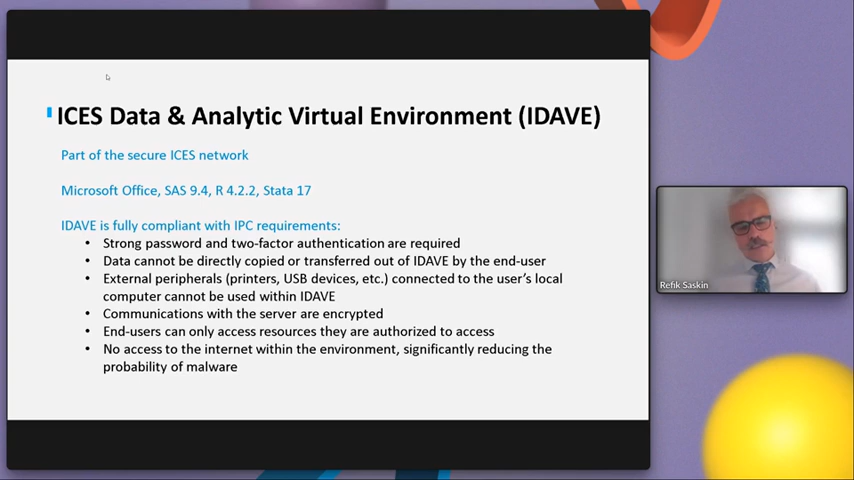 ICES Data & Analytic Virtual Environment (IDAVE)
Part of the secure ICES network
Microsoft Office, SAS 9.4, R 4.2.2, Stata 17
IDAVE is fully compliant with IPC requirements:
• Strong password and two-factor authentication are required
• Data cannot be directly copied or transferred out of IDAVE by the end-user
• External peripherals (printers, USB devices, etc.) connected to the user's local
computer cannot be used within IDAVE
• Communications with the server are encrypted
• End-users can only access resources they are authorized to access
• No access to the internet within the environment, significantly reducing the
probability of malware
Refik Saskin